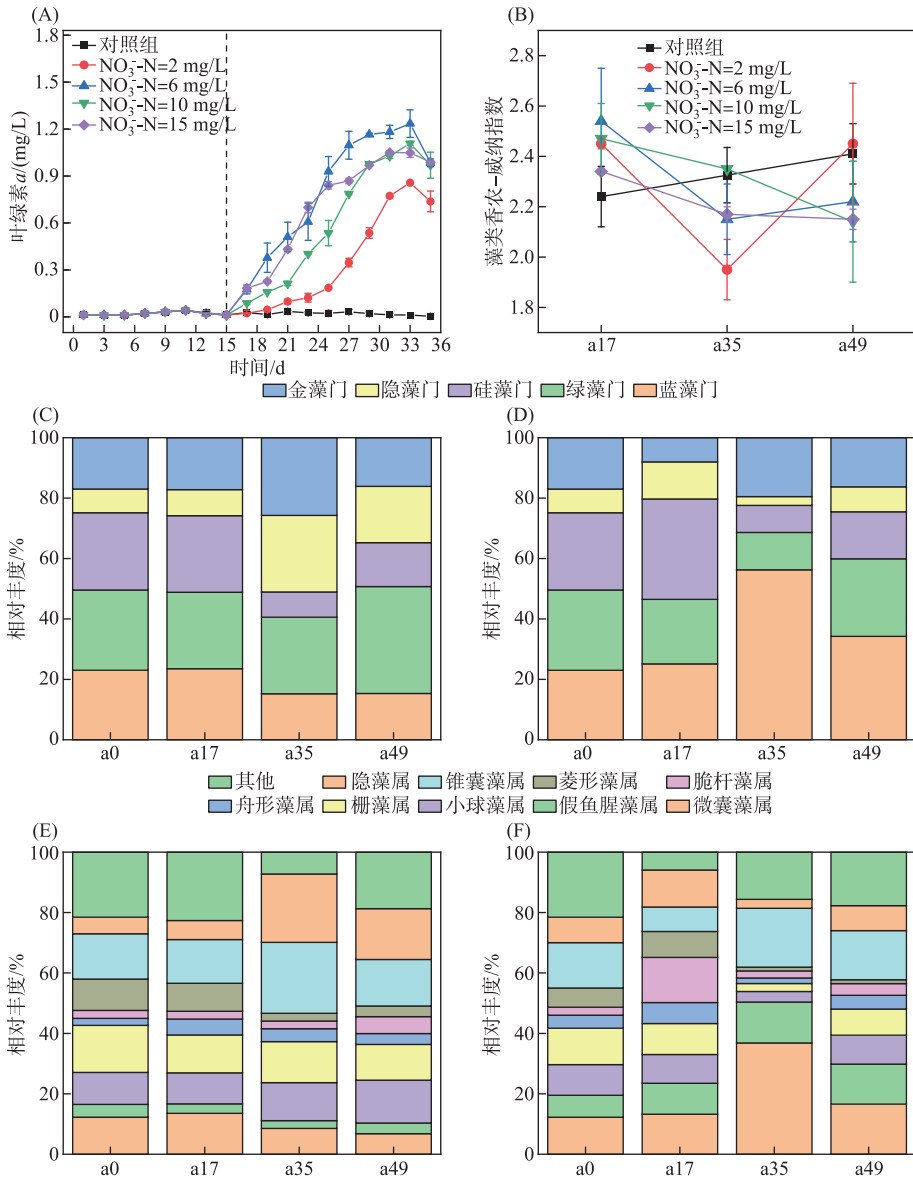 (A)
1.8
1.5
1.2
0.9
0.6
0.3
0
叶绿素a/(mg/L)
对照组
NO₃⁻-N=2 mg/L
NO₃⁻-N=6 mg/L
NO₃⁻-N=10 mg/L
NO₃⁻-N=15 mg/L
0 3 6 9 12 15 18 21 24 27 30 33 36
时间/d
(B)
2.8
2.6
2.4
2.2
2.0
1.8
藻类香农-威纳指数
对照组
NO₃⁻-N=2 mg/L
NO₃⁻-N=6 mg/L
NO₃⁻-N=10 mg/L
NO₃⁻-N=15 mg/L
a17 a35 a49
金藻门 隐藻门 硅藻门 绿藻门 蓝藻门
(C)
100
80
60
40
20
0
相对丰度/%
a0 a17 a35 a49
(D)
100
80
60
40
20
0
相对丰度/%
a0 a17 a35 a49
其他 隐藻属 锥囊藻属 菱形藻属 脆杆藻属
舟形藻属 栅藻属 小球藻属 假鱼腥藻属 微囊藻属
(E)
100
80
60
40
20
0
相对丰度/%
a0 a17 a35 a49
(F)
100
80
60
40
20
0
相对丰度/%
a0 a17 a35 a49